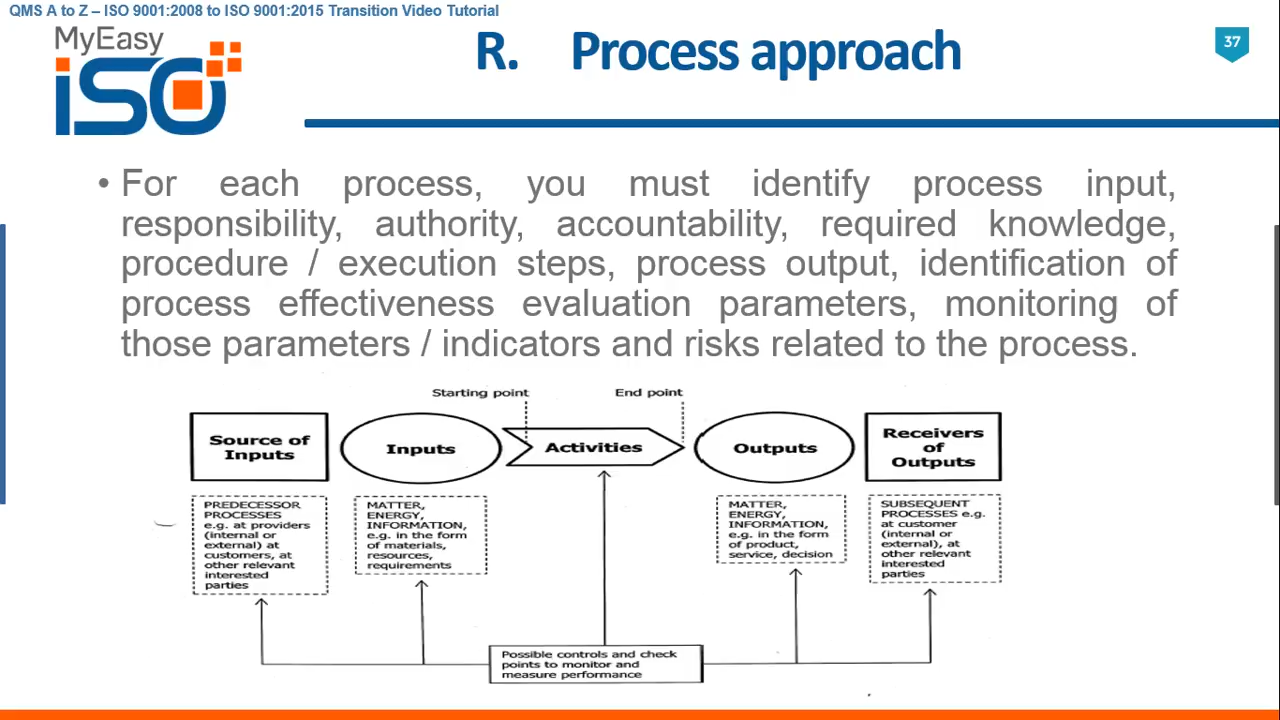 QMS A to Z – ISO 9001:2008 to ISO 9001:2015 Transition Video Tutorial
MyEasy
iSO
R. Process approach
37
• For each process, you must identify process input,
responsibility, authority, accountability, required knowledge,
procedure / execution steps, process output, identification of
process effectiveness evaluation parameters, monitoring of
those parameters / indicators and risks related to the process.
Starting point
End point
Source of
Inputs
Inputs
Activities
Outputs
Receivers
of
Outputs
PREDECESSOR
PROCESSES
e.g. at providers
(internal or
external) at
customers, at
other relevant
interested
parties
MATTER,
ENERGY,
INFORMATION,
e.g. in the form
of materials,
resources,
requirements
MATTER,
ENERGY,
INFORMATION,
e.g. in the form
of product,
service, decision
SUBSEQUENT
PROCESSES e.g.
at customer
(internal or
external), at
other relevant
interested
parties
Possible controls and check
points to monitor and
measure performance